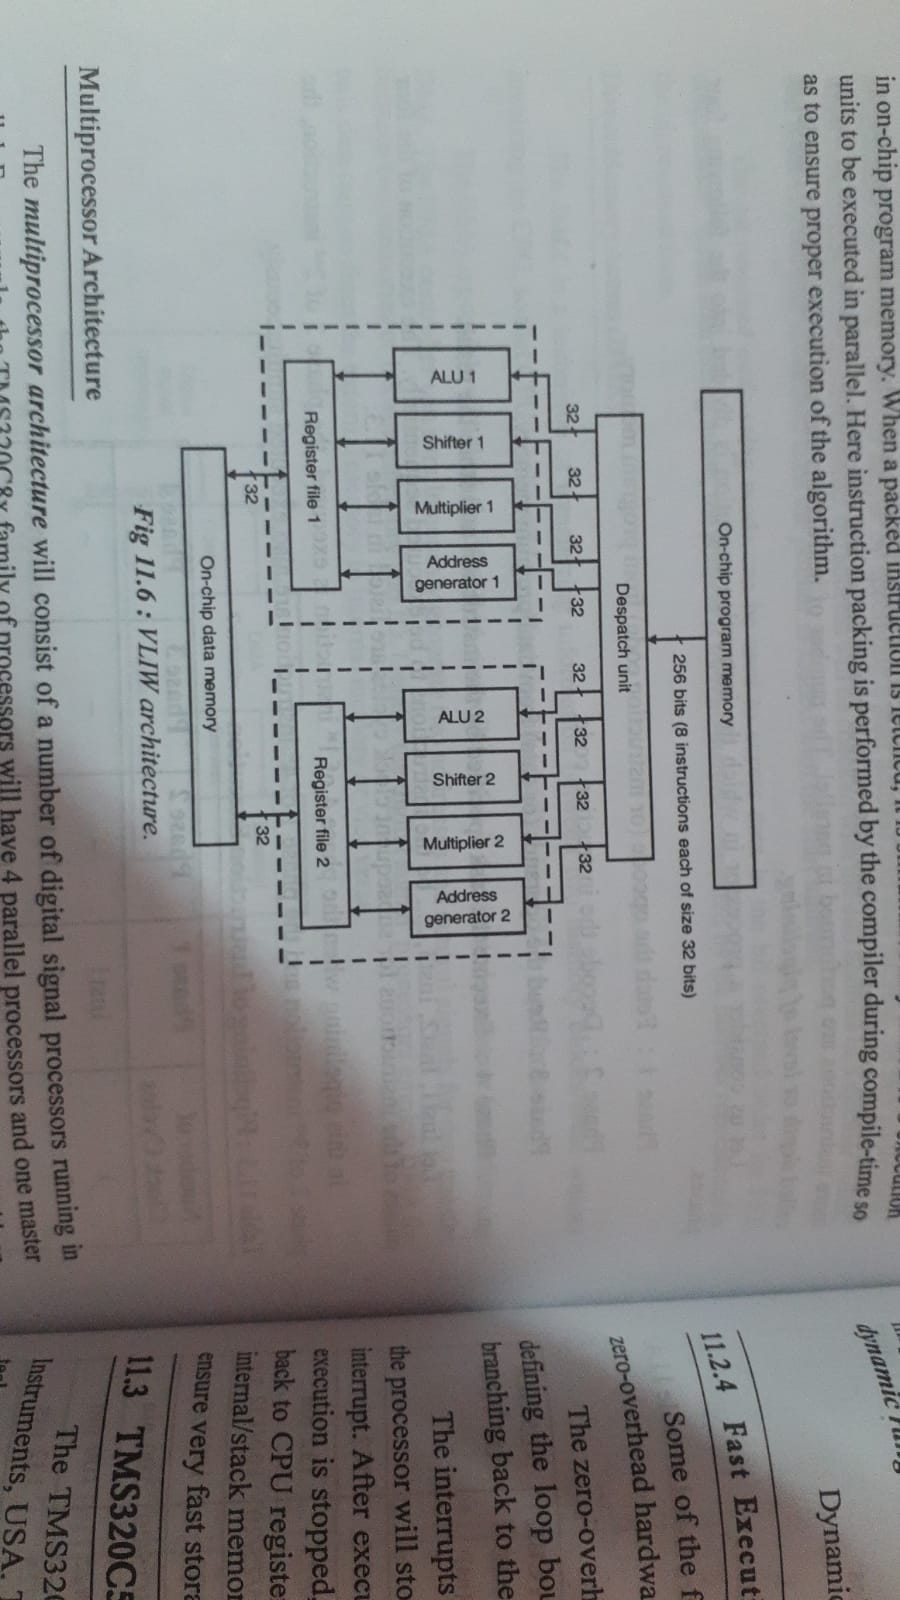 in on-chip program memory. When a packed instruction is fetched, it is
units to be executed in parallel. Here instruction packing is performed by the compiler during compile-time so
as to ensure proper execution of the algorithm.
On-chip program memory
256 bits (8 instructions each of size 32 bits)
Despatch unit
32 32 32 32 32 32 32 32
ALU 1
Shifter 1
Multiplier 1
Address
generator 1
ALU 2
Shifter 2
Multiplier 2
Address
generator 2
Register file 1
Register file 2
32
32
On-chip data memory
Fig 11.6 : VLIW architecture.
Multiprocessor Architecture
The multiprocessor architecture will consist of a number of digital signal processors running in
the TMS320C8x family of processors will have 4 parallel processors and one master
dynamic
Dynamic
11.2.4 Fast Execut
Some of the f
zero-overhead hardwa
The zero-overh
defining the loop bou
branching back to the
The interrupts
the processor will sto
interrupt. After execu
execution is stopped,
back to CPU registe
internal/stack memor
ensure very fast stora
11.3 TMS320C5
The TMS320
Instruments, USA. T